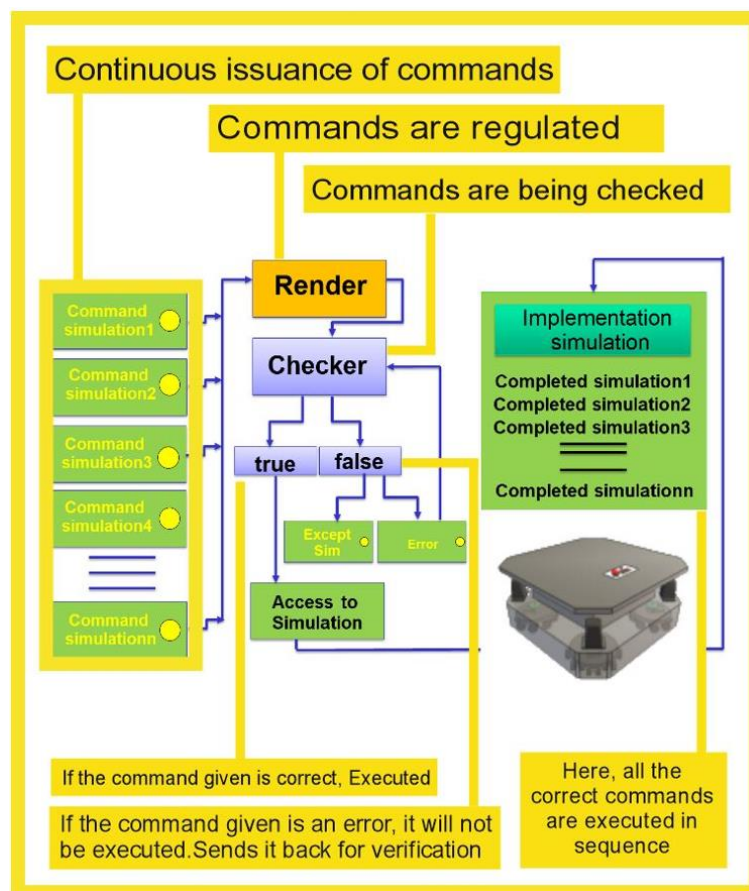 Continuous issuance of commands
Commands are regulated
Commands are being checked
Render
Checker
true
false
Except
Sim
Error
Access to
Simulation
Command
simulation1
Command
simulation2
Command
simulation3
Command
simulation4
Command
simulationn
Implementation
simulation
Completed simulation1
Completed simulation2
Completed simulation3
Completed simulationn
If the command given is correct, Executed
If the command given is an error, it will not
be executed.Sends it back for verification
Here, all the
correct commands
are executed in
sequence